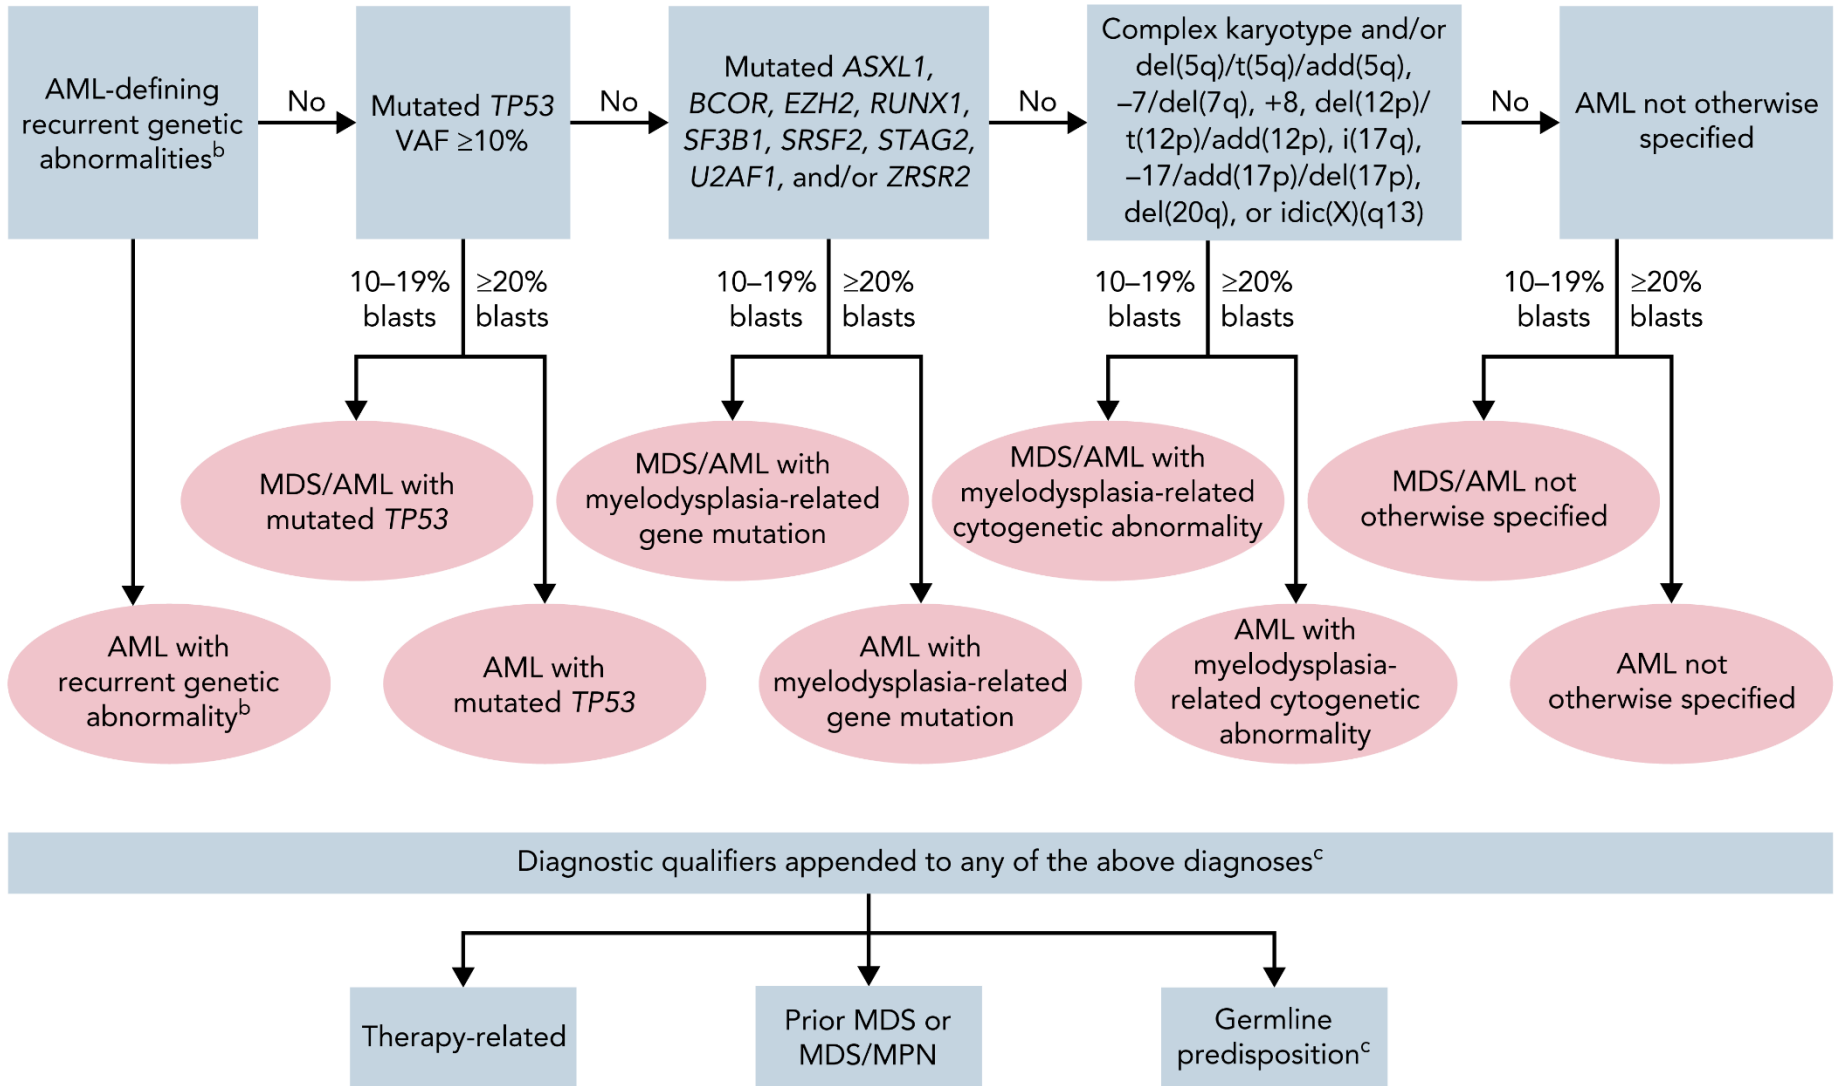 AML-defining
recurrent genetic
abnormalitiesᵇ
No
Mutated TP53
VAF ≥10%
No
Mutated ASXL1,
BCOR, EZH2, RUNX1,
SF3B1, SRSF2, STAG2,
U2AF1, and/or ZRSR2
No
Complex karyotype and/or
del(5q)/t(5q)/add(5q),
–7/del(7q), +8, del(12p)/
t(12p)/add(12p), i(17q),
–17/add(17p)/del(17p),
del(20q), or idic(X)(q13)
No
AML not otherwise
specified
10–19%
blasts
≥20%
blasts
10–19%
blasts
≥20%
blasts
10–19%
blasts
≥20%
blasts
10–19%
blasts
≥20%
blasts
MDS/AML with
mutated TP53
MDS/AML with
myelodysplasia-related
gene mutation
MDS/AML with
myelodysplasia-related
cytogenetic abnormality
MDS/AML not
otherwise specified
AML with
recurrent genetic
abnormalityᵇ
AML with
mutated TP53
AML with
myelodysplasia-related
gene mutation
AML with
myelodysplasia-
related cytogenetic
abnormality
AML not
otherwise specified
Diagnostic qualifiers appended to any of the above diagnosesᶜ
Therapy-related
Prior MDS or
MDS/MPN
Germline
predispositionᶜ